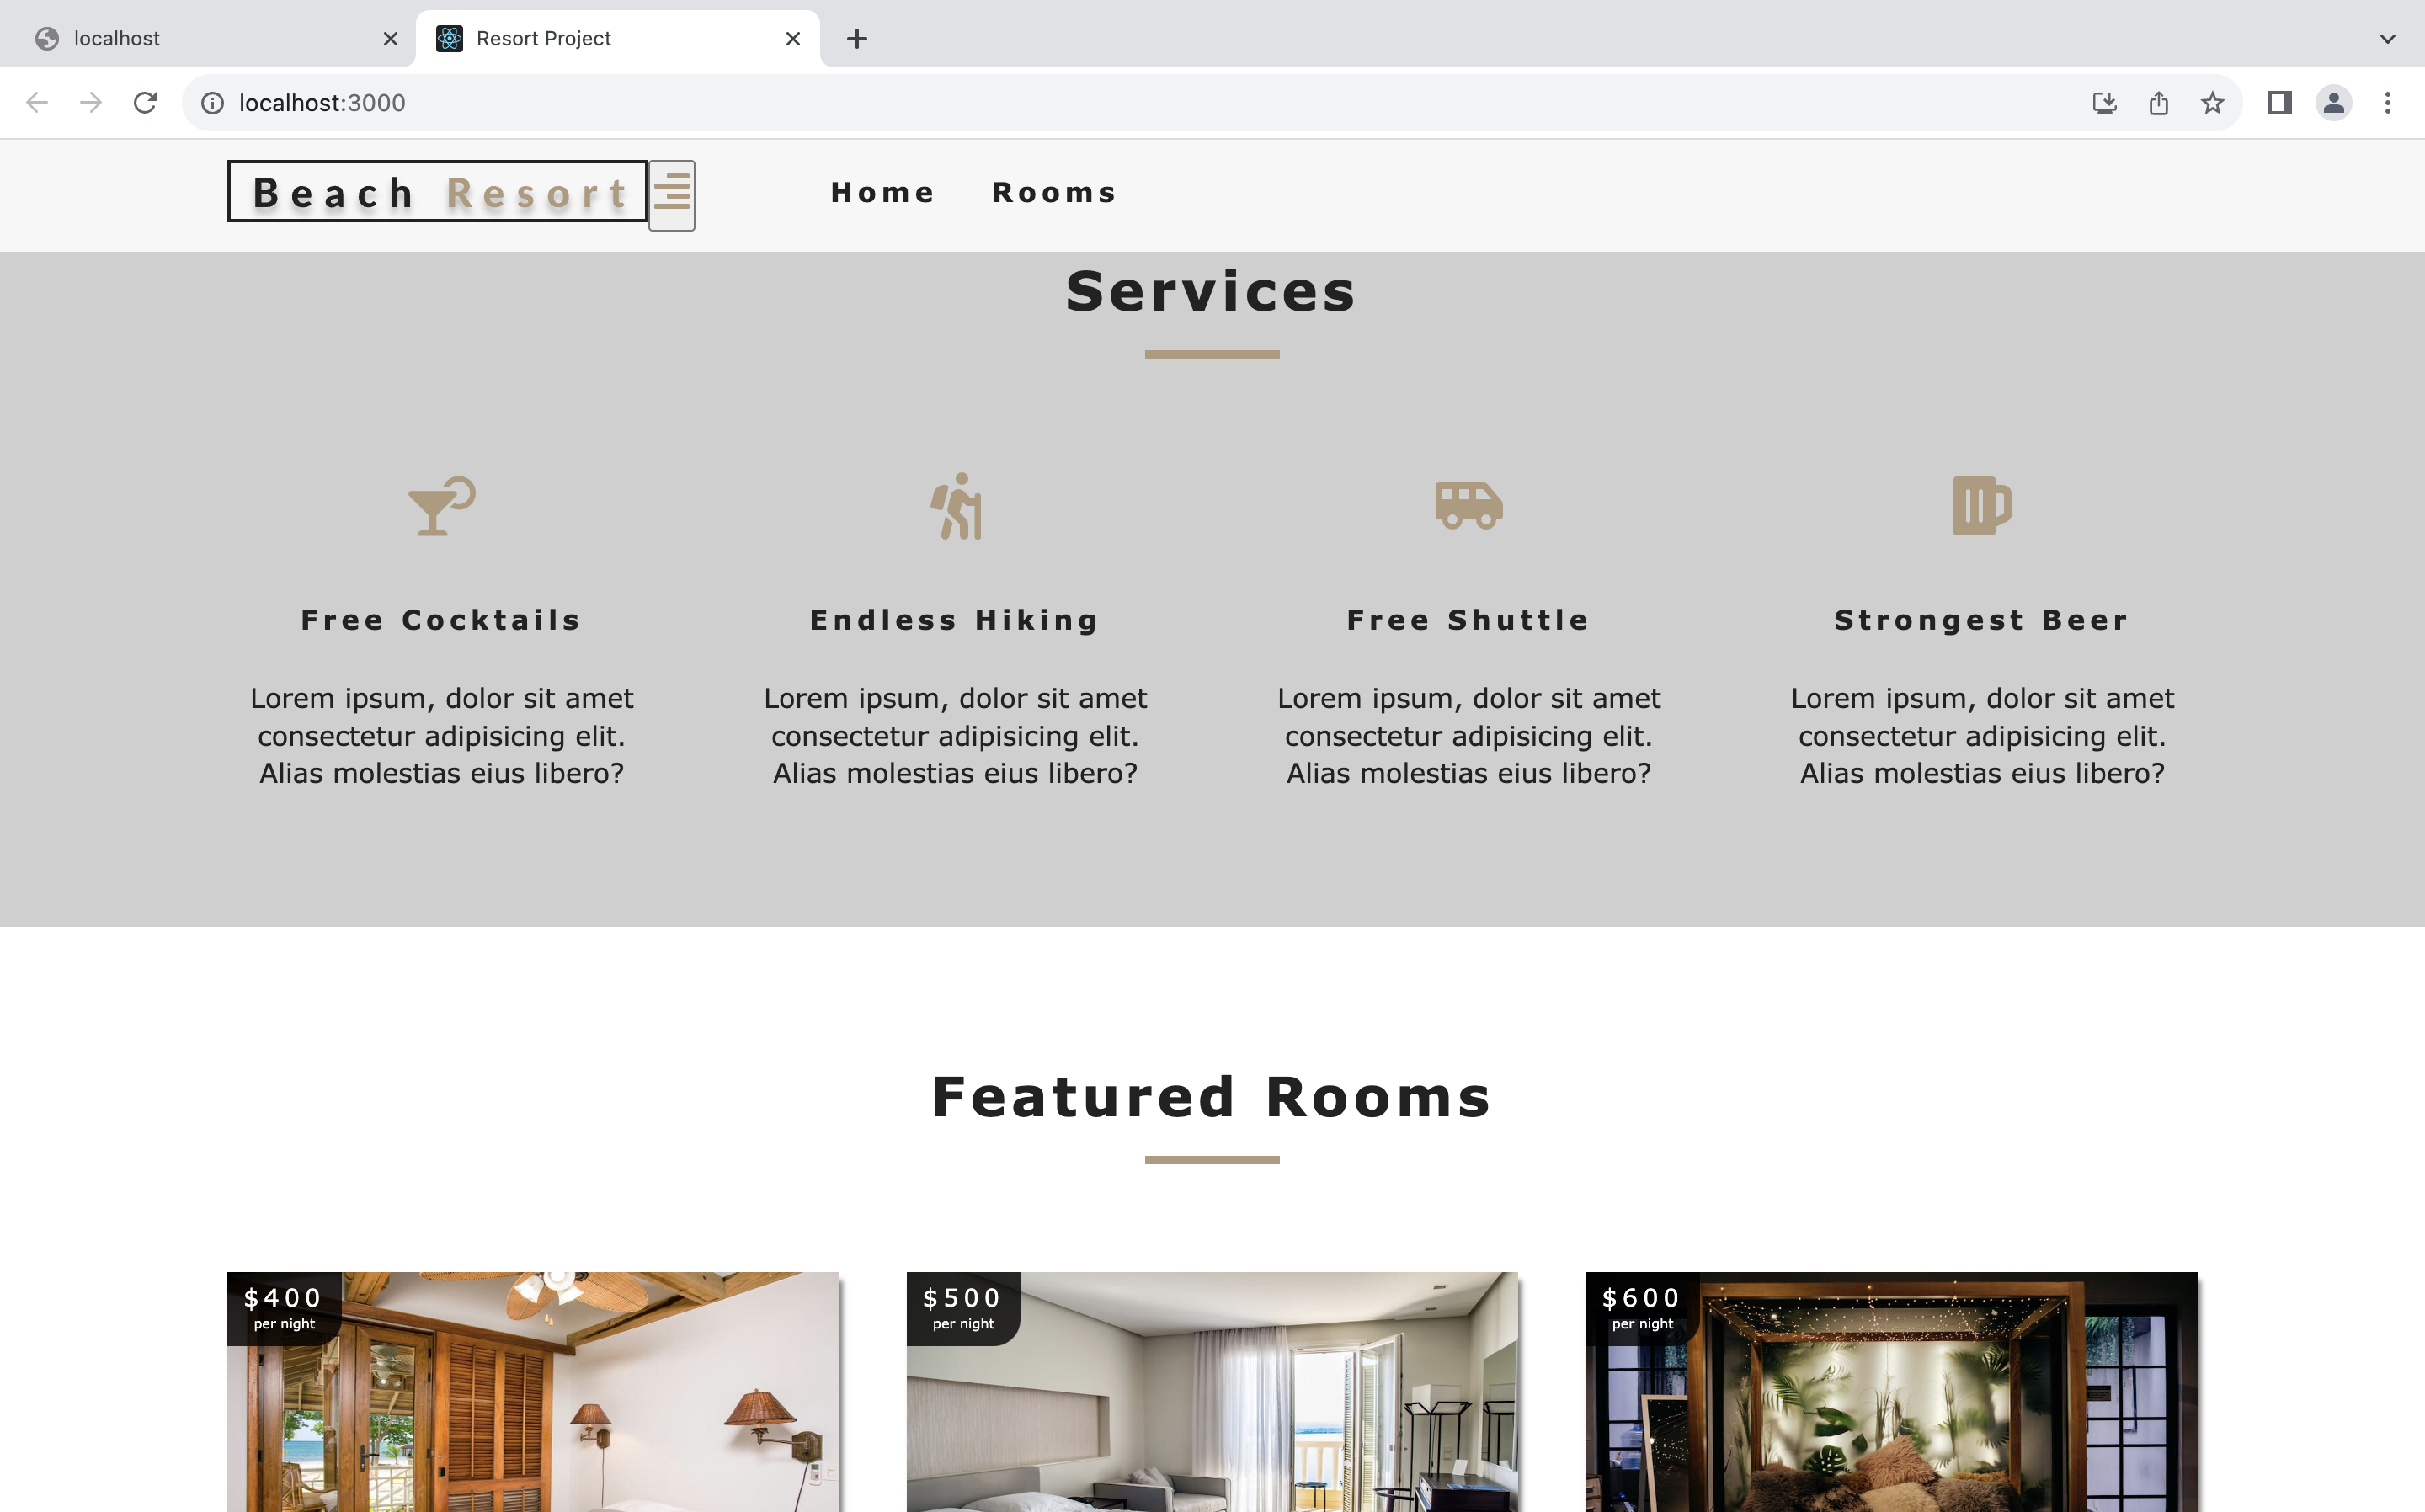 localhost
Resort Project
localhost:3000
Beach Resort
Home
Rooms
Services
Free Cocktails
Lorem ipsum, dolor sit amet
consectetur adipisicing elit.
Alias molestias eius libero?
Endless Hiking
Lorem ipsum, dolor sit amet
consectetur adipisicing elit.
Alias molestias eius libero?
Free Shuttle
Lorem ipsum, dolor sit amet
consectetur adipisicing elit.
Alias molestias eius libero?
Strongest Beer
Lorem ipsum, dolor sit amet
consectetur adipisicing elit.
Alias molestias eius libero?
Featured Rooms
$400
per night
$500
per night
$600
per night